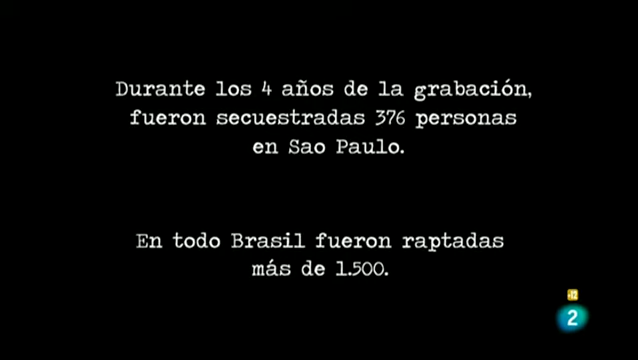 Durante los 4 años de la grabación,
fueron secuestradas 376 personas
en Sao Paulo.
En todo Brasil fueron raptadas
más de 1.500.
2